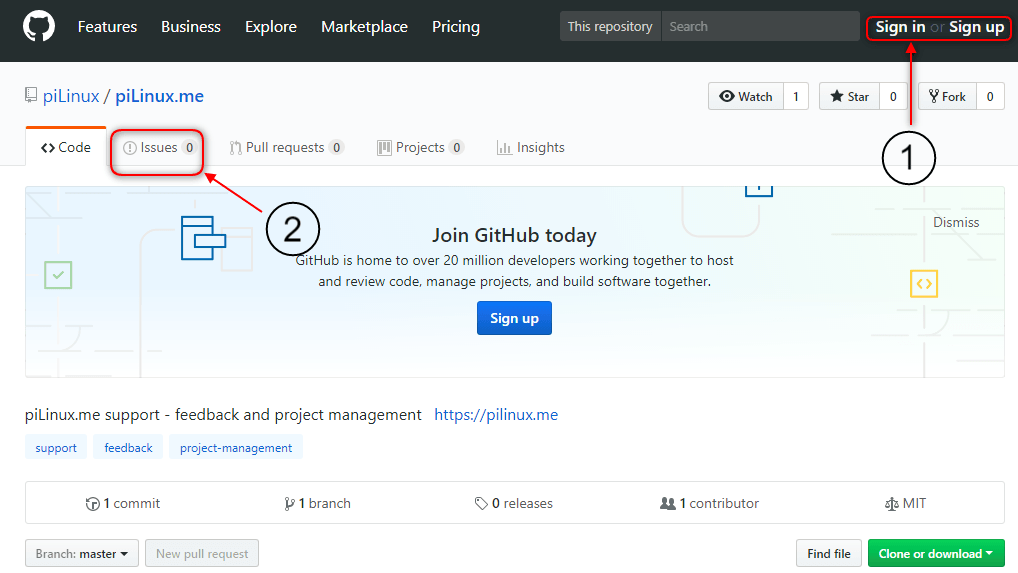 Features Business Explore Marketplace Pricing This repository Search Sign in or Sign up
piLinux / piLinux.me Watch 1 Star 0 Fork 0
1
Code Issues 0 Pull requests 0 Projects 0 Insights
2
Join GitHub today
Dismiss
GitHub is home to over 20 million developers working together to host
and review code, manage projects, and build software together.
Sign up
piLinux.me support - feedback and project management https://pilinux.me
support feedback project-management
1 commit 1 branch 0 releases 1 contributor MIT
Branch: master New pull request Find file Clone or download